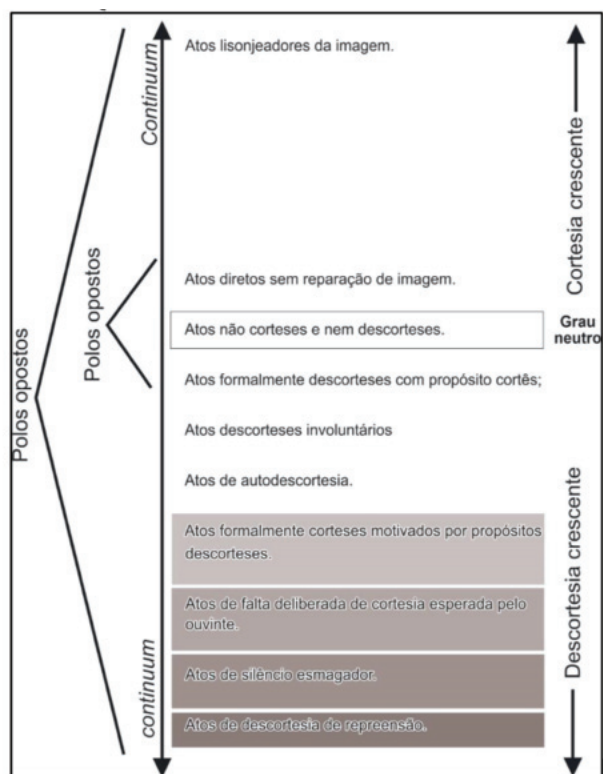 Continuum
Atos lisonjeadores da imagem.
Cortesia crescente
Polos opostos
Polos opostos
Atos diretos sem reparação de imagem.
Atos não corteses e nem descorteses.
Grau
neutro
Atos formalmente descorteses com propósito cortês;
Atos descorteses involuntários
Atos de autodescortesia.
Atos formalmente corteses motivados por propósitos
descorteses.
Atos de falta deliberada de cortesia esperada pelo
ouvinte.
Atos de silêncio esmagador.
Atos de descortesia de repreensão.
continuum
Descortesia crescente